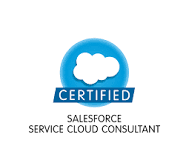 CERTIFIED
SALESFORCE
SERVICE CLOUD CONSULTANT